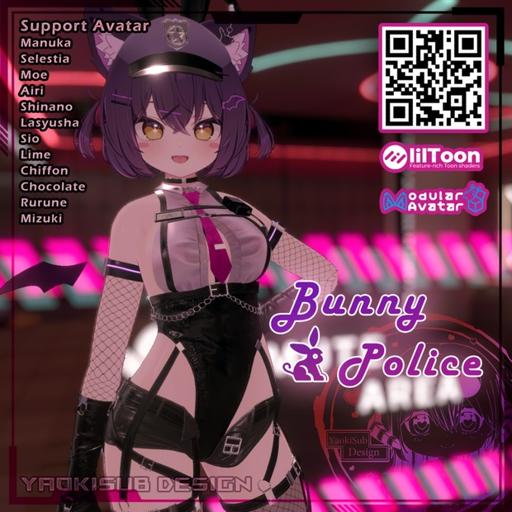 Support Avatar
Manuka
Selestia
Moe
Airi
Shinano
Lasyusha
Sio
Lime
Chiffon
Chocolate
Rurune
Mizuki
lilToon
Feature-rich Toon shaders
Modular
Avatar
Bunny
Police
AREA
YaokiSub
Design
YAOKISUB DESIGN